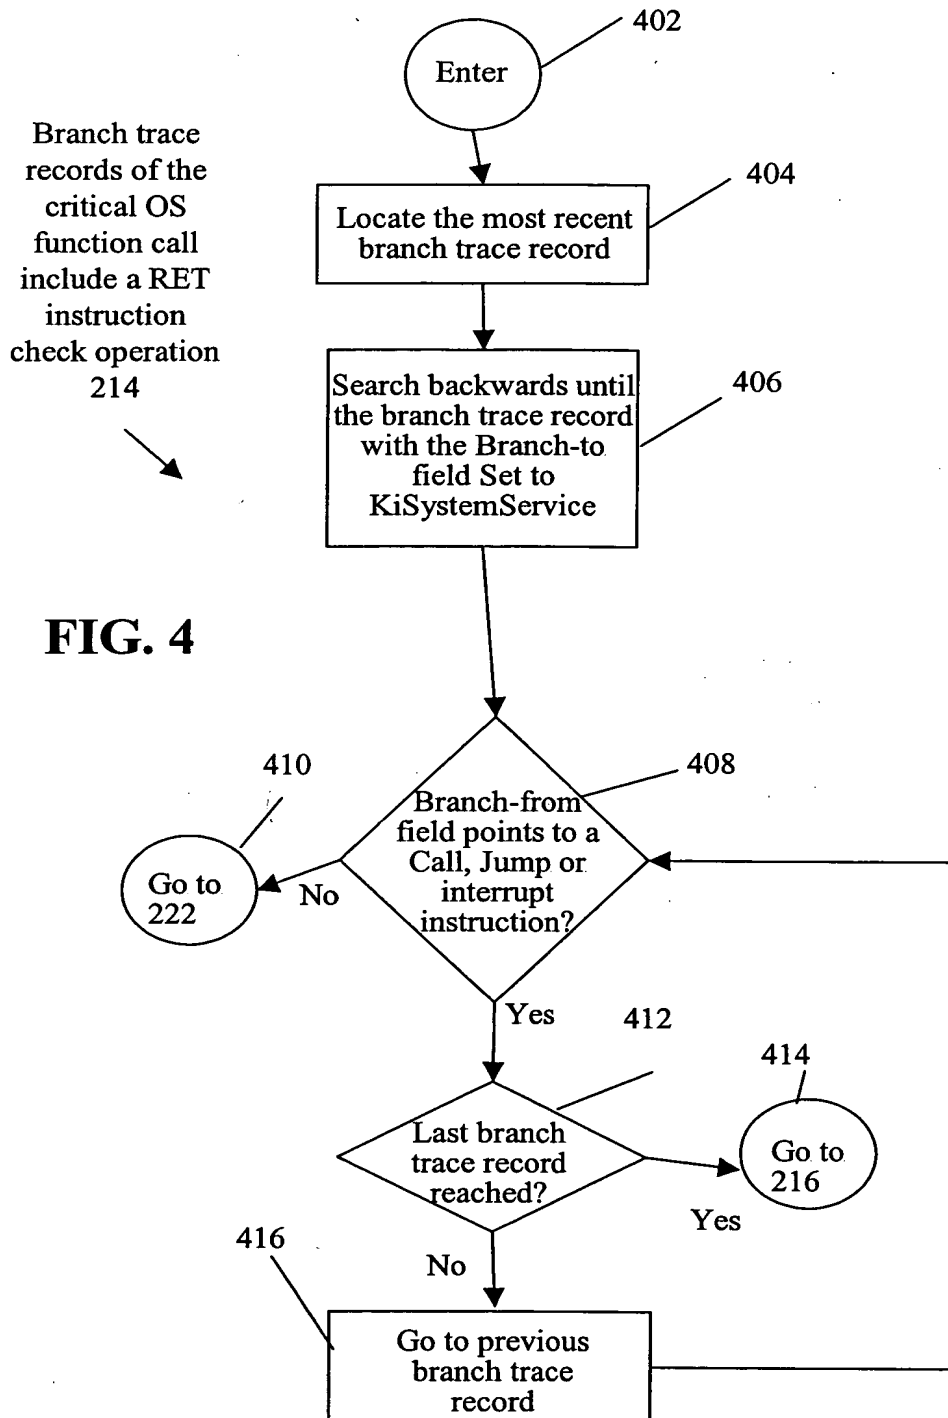 402
Enter
Branch trace
records of the
critical OS
function call
include a RET
instruction
check operation
214
404
Locate the most recent
branch trace record
406
Search backwards until
the branch trace record
with the Branch-to
field Set to
KiSystemService
FIG. 4
408
410
Branch-from
field points to a
Call, Jump or
interrupt
instruction?
Go to
222
No
Yes
412
414
Last branch
trace record
reached?
Go to
216
Yes
416
No
Go to previous
branch trace
record